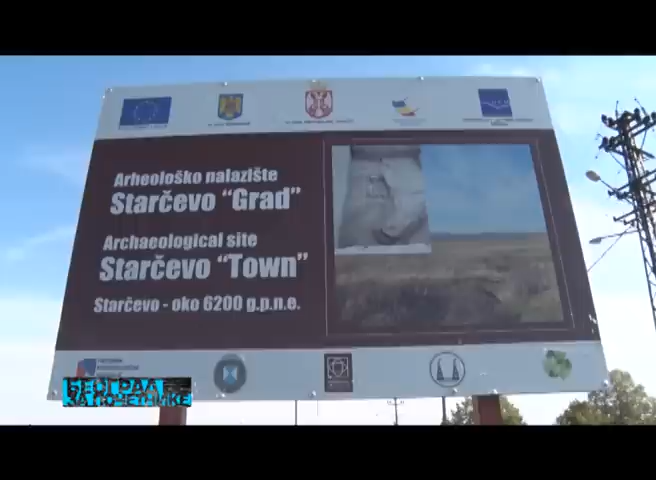 Arheološko nalazište
Starčevo “Grad”
Archaeological site
Starčevo “Town”
Starčevo - oko 6200 g.p.n.e.
БЕОГРАД
ЗА ПОЧЕТНИКЕ